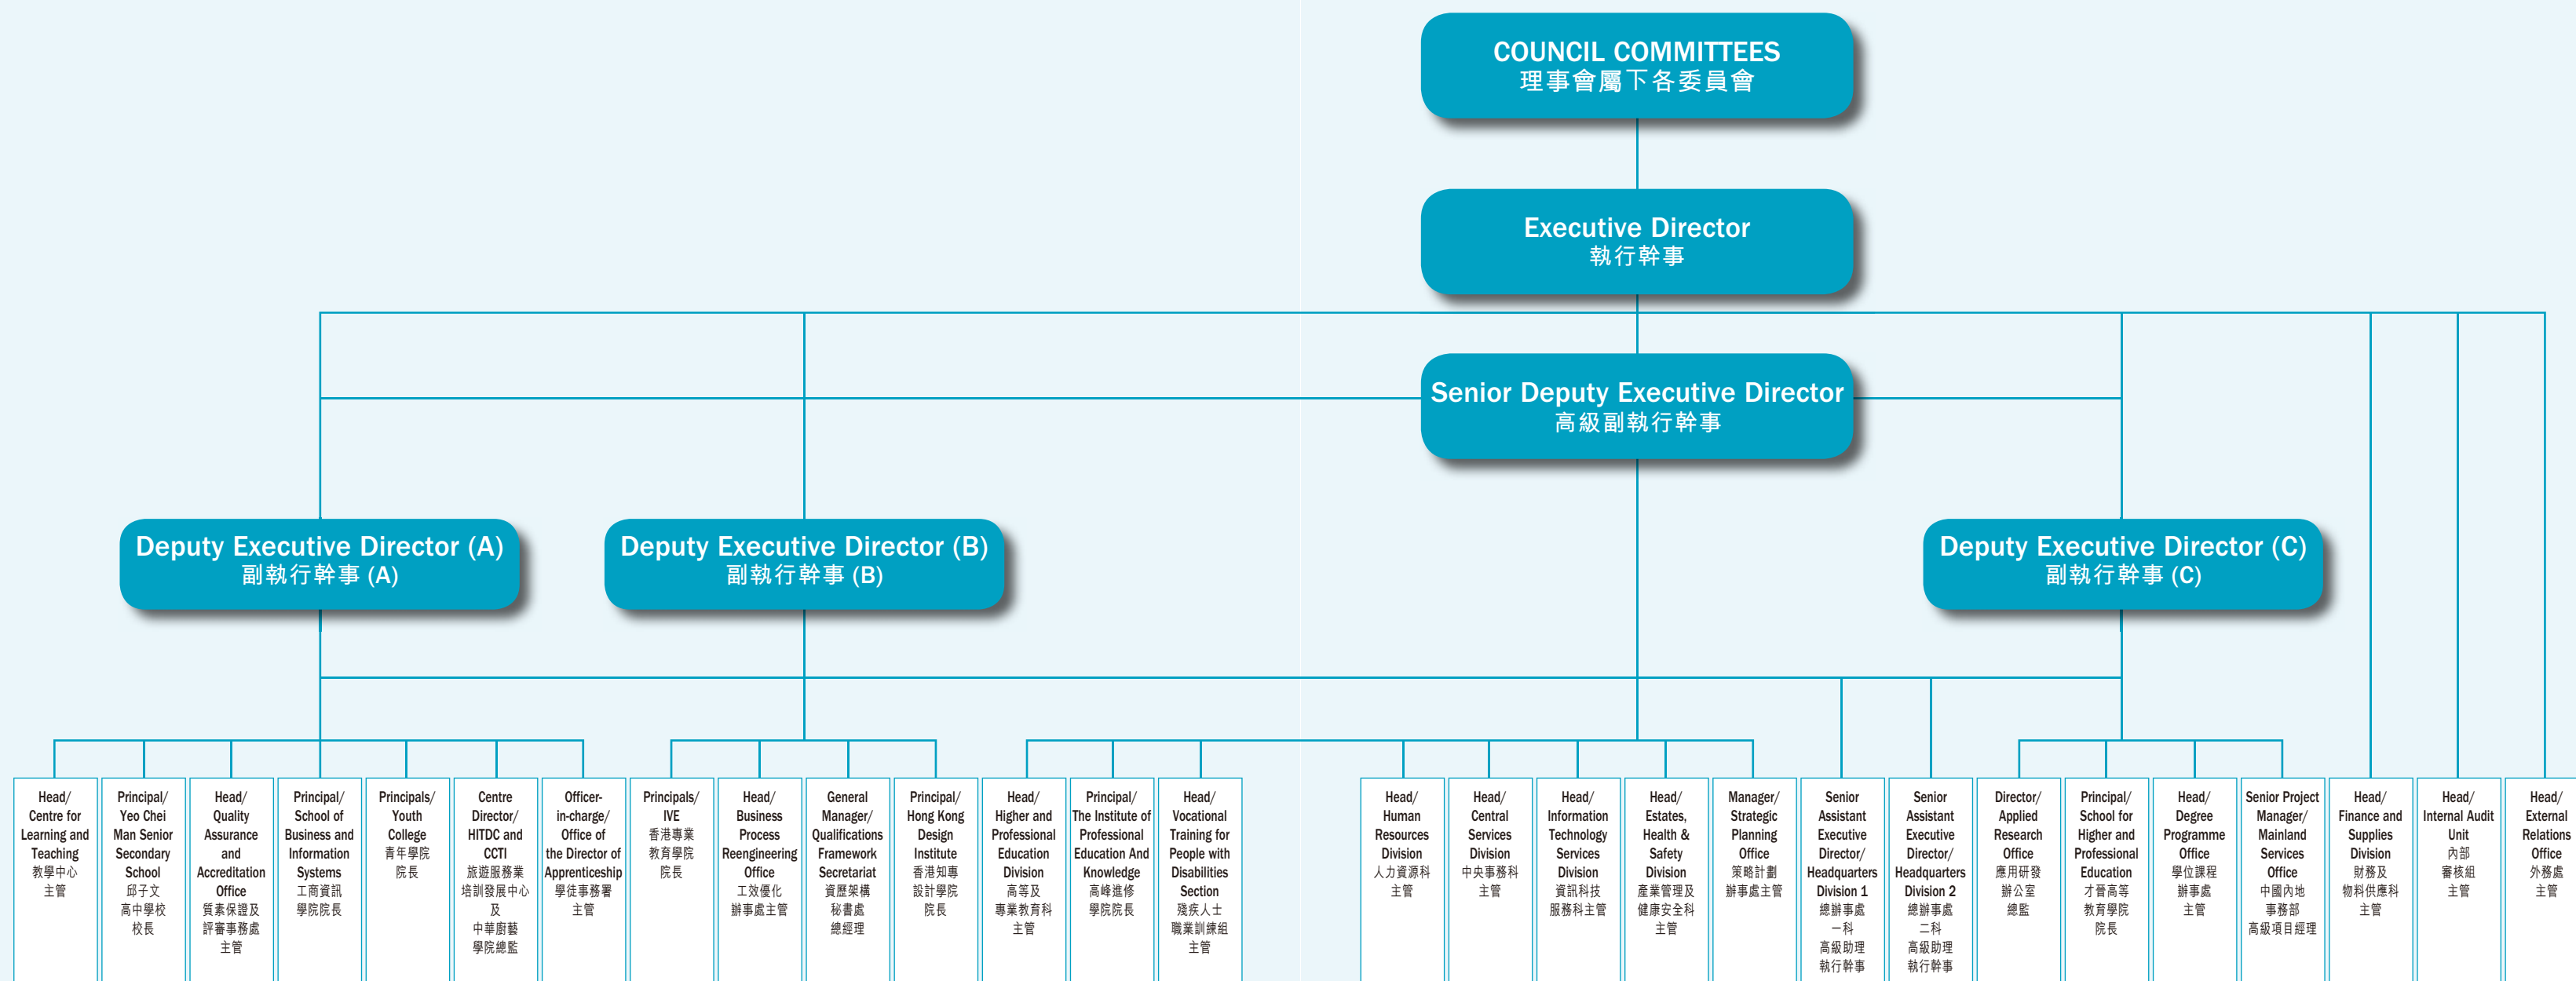 COUNCIL COMMITTEES
理事會屬下各委員會
Executive Director
執行幹事
Senior Deputy Executive Director
高級副執行幹事
Deputy Executive Director (A)
副執行幹事 (A)
Deputy Executive Director (B)
副執行幹事 (B)
Deputy Executive Director (C)
副執行幹事 (C)
Head/
Centre for
Learning and
Teaching
教學中心
主管
Principal/
Yeo Chei
Man Senior
Secondary
School
邱子文
高中學校
校長
Head/
Quality
Assurance
and
Accreditation
Office
質素保證及
評審事務處
主管
Principal/
School of
Business and
Information
Systems
工商資訊
學院院長
Principals/
Youth
College
青年學院
院長
Centre
Director/
HITDC and
CCTI
旅遊服務業
培訓發展中心
及
中華廚藝
學院總監
Officer-
in-charge/
Office of
the Director of
Apprenticeship
學徒事務署
主管
Principals/
IVE
香港專業
教育學院
院長
Head/
Business
Process
Reengineering
Office
工效優化
辦事處主管
General
Manager/
Qualifications
Framework
Secretariat
資歷架構
秘書處
總經理
Principal/
Hong Kong
Design
Institute
香港知專
設計學院
院長
Head/
Higher and
Professional
Education
Division
高等及
專業教育科
主管
Principal/
The Institute of
Professional
Education And
Knowledge
高峰進修
學院院長
Head/
Vocational
Training for
People with
Disabilities
Section
殘疾人士
職業訓練組
主管
Head/
Human
Resources
Division
人力資源科
主管
Head/
Central
Services
Division
中央事務科
主管
Head/
Information
Technology
Services
Division
資訊科技
服務科主管
Head/
Estates,
Health &
Safety
Division
產業管理及
健康安全科
主管
Manager/
Strategic
Planning
Office
策略計劃
辦事處主管
Senior
Assistant
Executive
Director/
Headquarters
Division 1
總辦事處
一科
高級助理
執行幹事
Senior
Assistant
Executive
Director/
Headquarters
Division 2
總辦事處
二科
高級助理
執行幹事
Director/
Applied
Research
Office
應用研發
辦公室
總監
Principal/
School for
Higher and
Professional
Education
才晉高等
教育學院
院長
Head/
Degree
Programme
Office
學位課程
辦事處
主管
Senior Project
Manager/
Mainland
Services
Office
中國內地
事務部
高級項目經理
Head/
Finance and
Supplies
Division
財務及
物料供應科
主管
Head/
Internal Audit
Unit
內部
審核組
主管
Head/
External
Relations
Office
外務處
主管